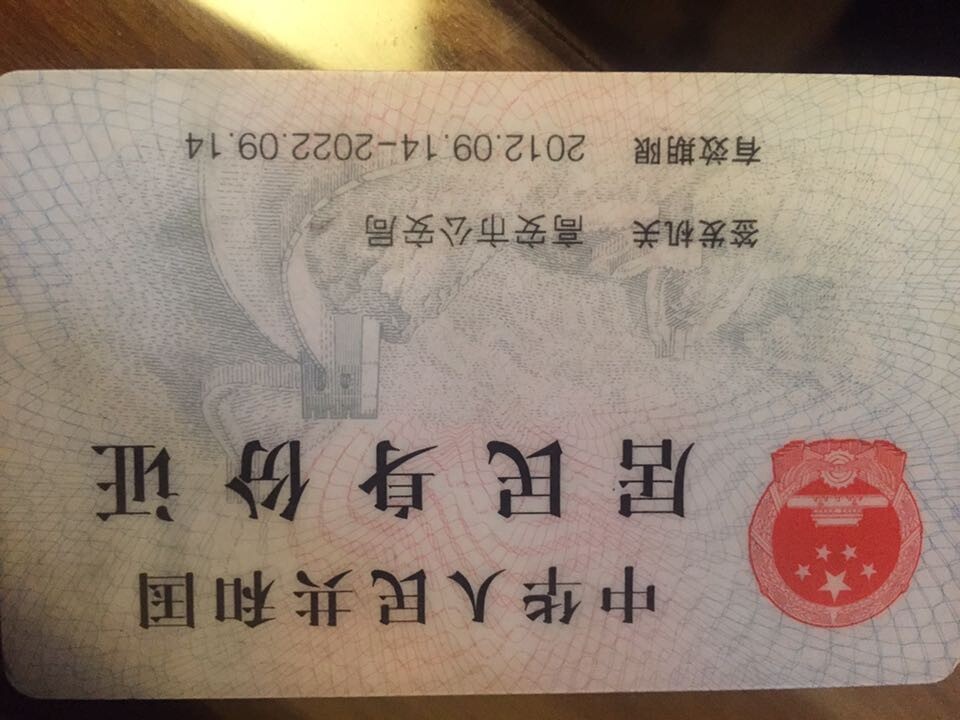 中华人民共和国
居民身份证
签发机关 高安市公安局
有效期限 2012.09.14-2022.09.14